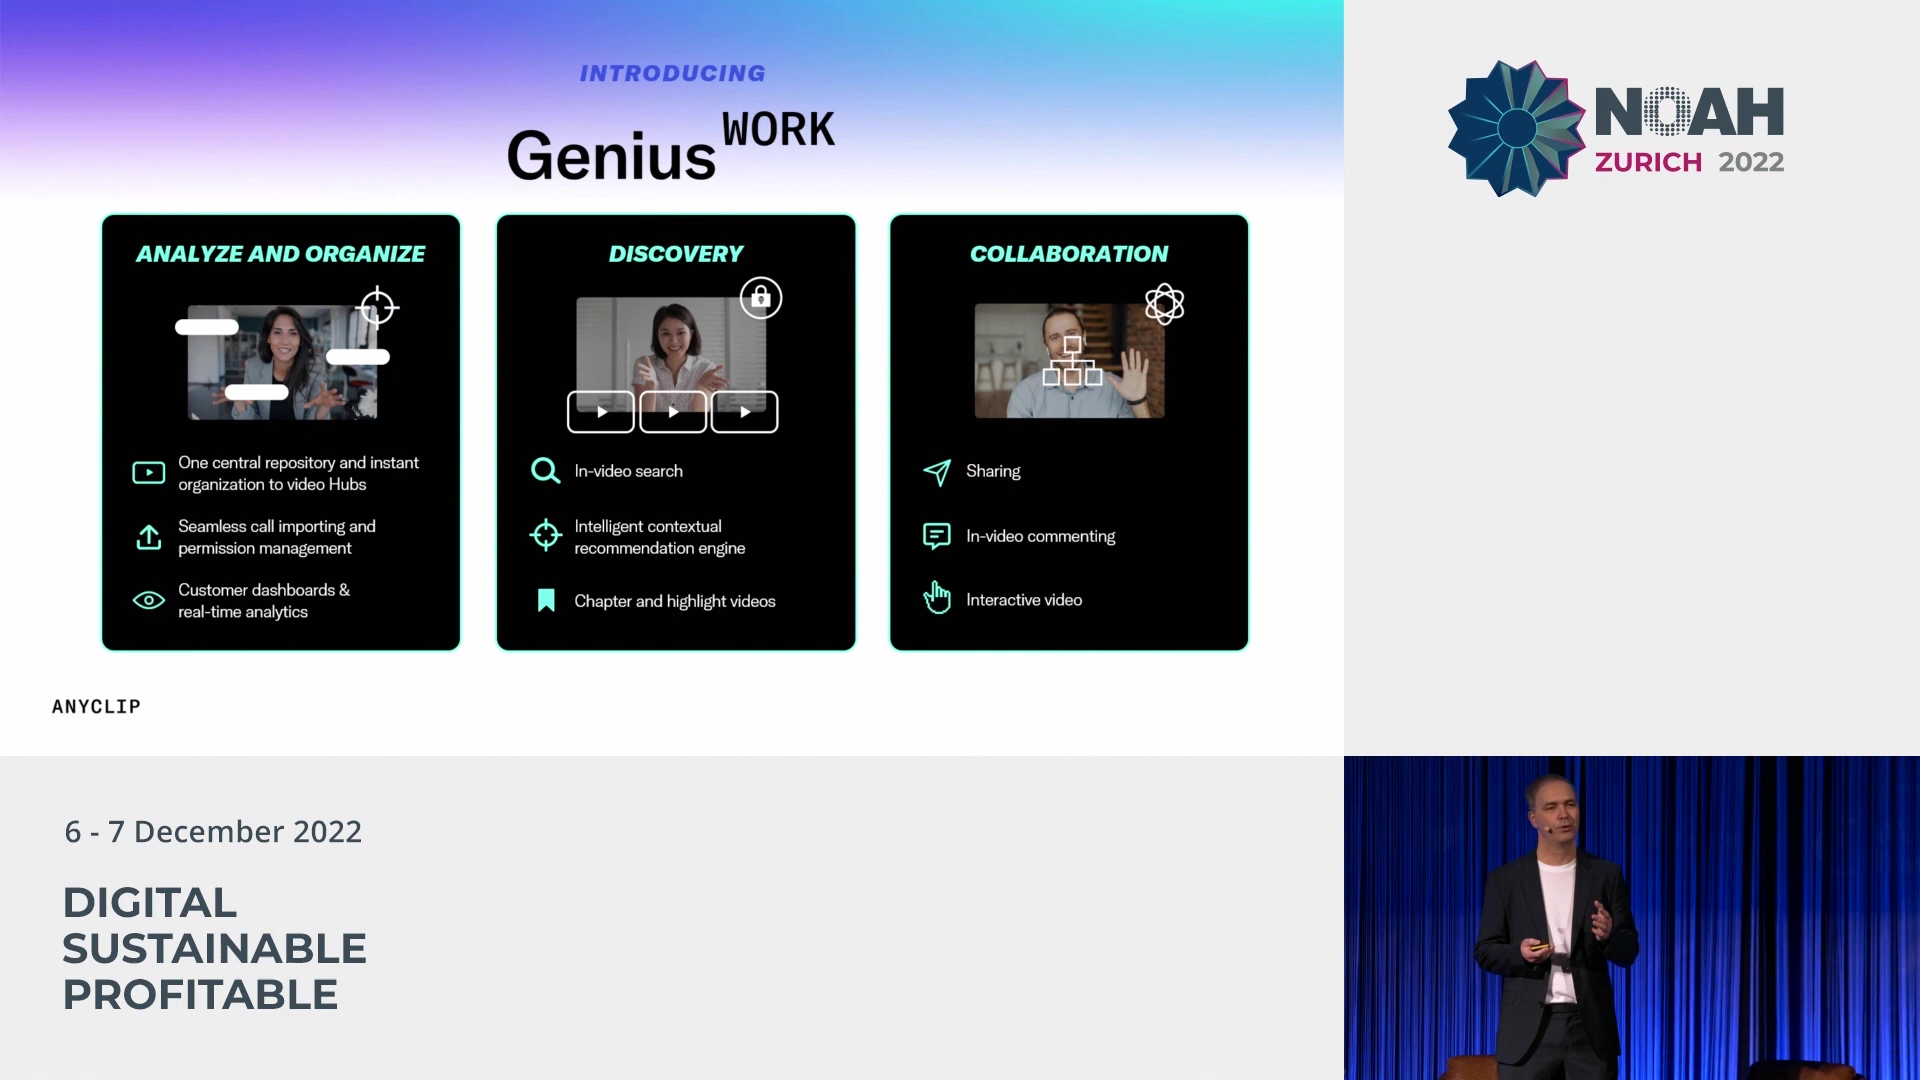 INTRODUCING
Genius WORK
ANALYZE AND ORGANIZE
One central repository and instant
organization to video Hubs
Seamless call importing and
permission management
Customer dashboards &
real-time analytics
DISCOVERY
In-video search
Intelligent contextual
recommendation engine
Chapter and highlight videos
COLLABORATION
Sharing
In-video commenting
Interactive video
ANYCLIP
NOAH
ZURICH 2022
6 - 7 December 2022
DIGITAL
SUSTAINABLE
PROFITABLE